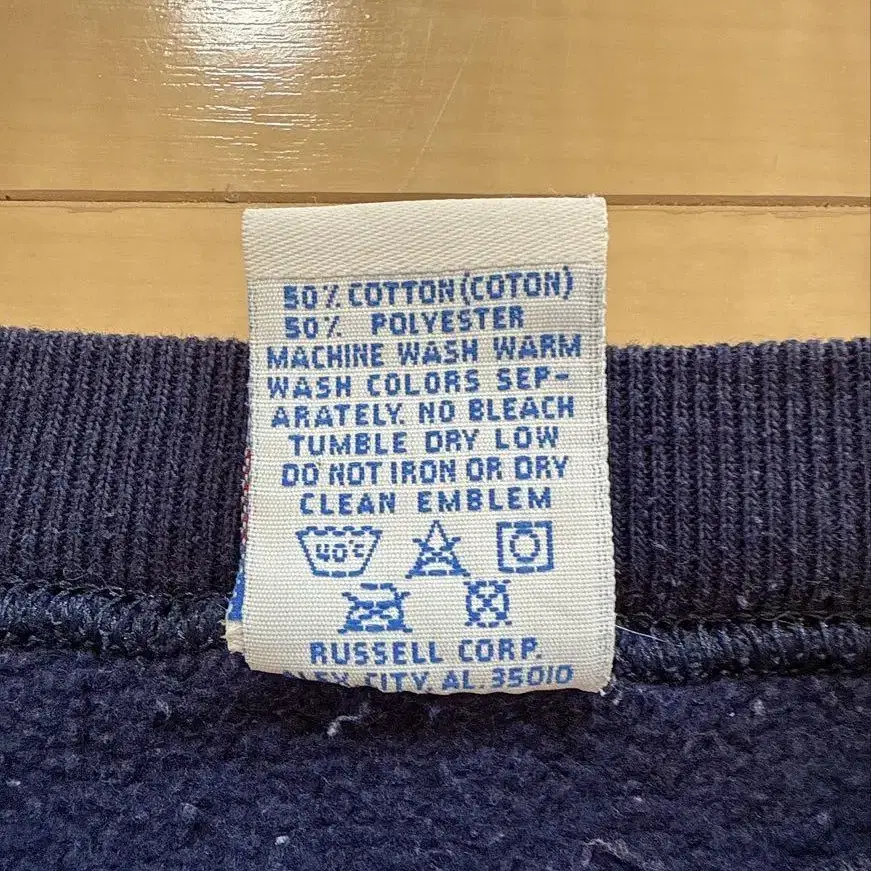 50% COTTON (COTON)
50% POLYESTER
MACHINE WASH WARM
WASH COLORS SEP-
ARATELY. NO BLEACH
TUMBLE DRY LOW
DO NOT IRON OR DRY
CLEAN EMBLEM
40°C
RUSSELL CORP.
ALEX CITY, AL. 35010